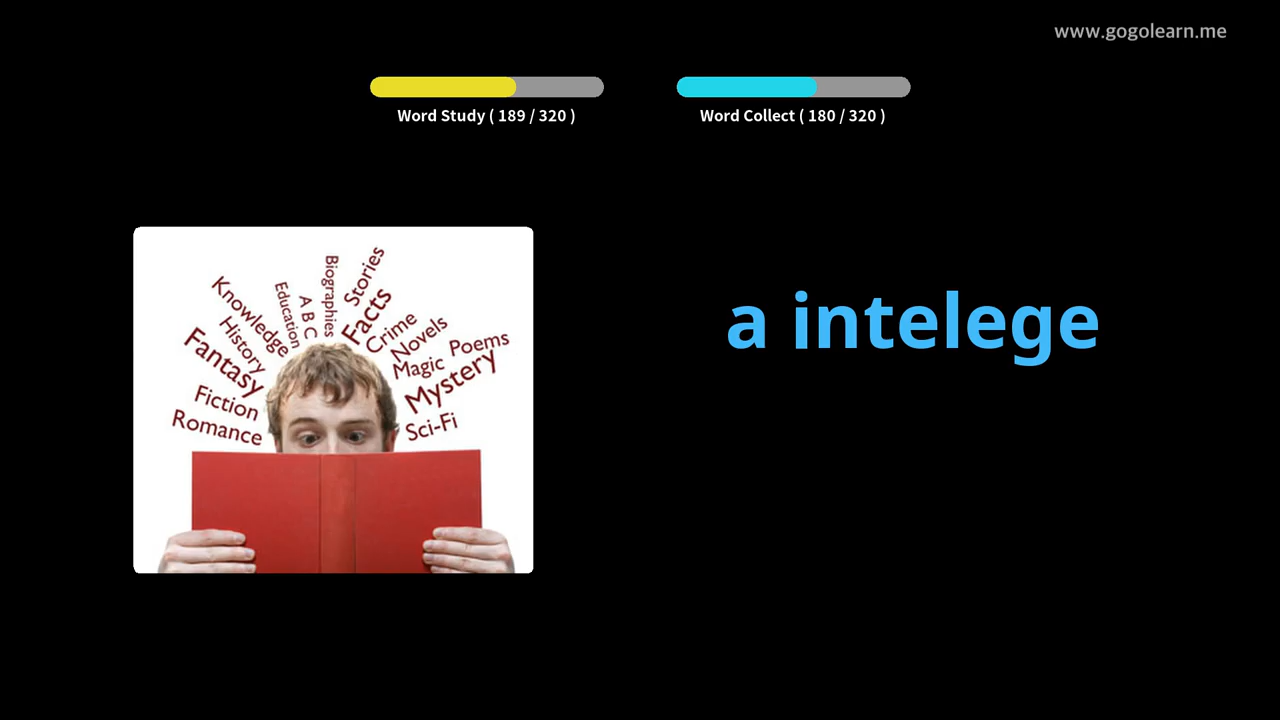 www.gogolearn.me
Word Study ( 189 / 320 )
Word Collect ( 180 / 320 )
a intelege
Knowledge
Education
A B C
Biographies
Stories
Facts
Crime
Novels
Poems
Magic
Mystery
Sci-Fi
History
Fantasy
Fiction
Romance